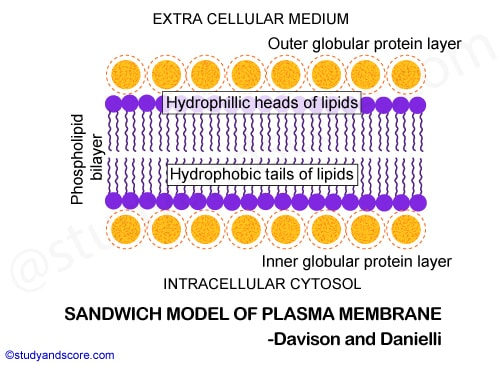 EXTRA CELLULAR MEDIUM
Outer globular protein layer
Hydrophillic heads of lipids
Phospholipid
bilayer
Hydrophobic tails of lipids
Inner globular protein layer
INTRACELLULAR CYTOSOL
SANDWICH MODEL OF PLASMA MEMBRANE
-Davison and Danielli
©studyandscore.com